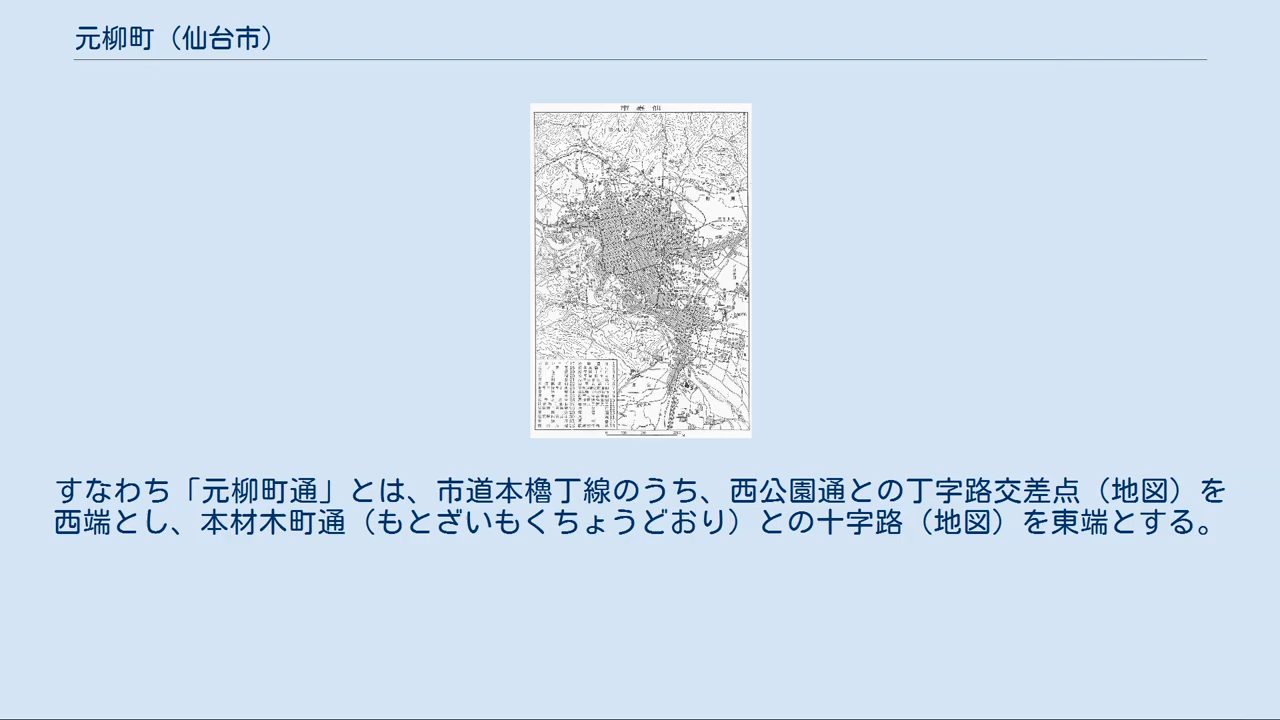 元柳町（仙台市）
市臺仙
すなわち「元柳町通」とは、市道本櫓丁線のうち、西公園通との丁字路交差点（地図）を
西端とし、本材木町通（もとざいもくちょうどおり）との十字路（地図）を東端とする。